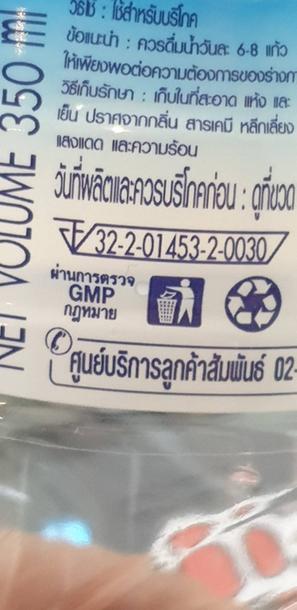 วิธีใช้ : ใช้สำหรับบริโภค
ข้อแนะนำ : ควรดื่มน้ำวันละ 6-8 แก้ว
ให้เพียงพอต่อความต้องการของร่างกา
วิธีเก็บรักษา : เก็บในที่สะอาด แห้ง และ
เย็น ปราศจากกลิ่น สารเคมี หลีกเลี่ยง
แสงแดด และความร้อน
วันที่ผลิตและควรบริโภคก่อน : ดูที่ขวด
32-2-01453-2-0030
ผ่านการตรวจ
GMP
กฎหมาย
ศูนย์บริการลูกค้าสัมพันธ์ 02-
NET VOLUME 350 ml